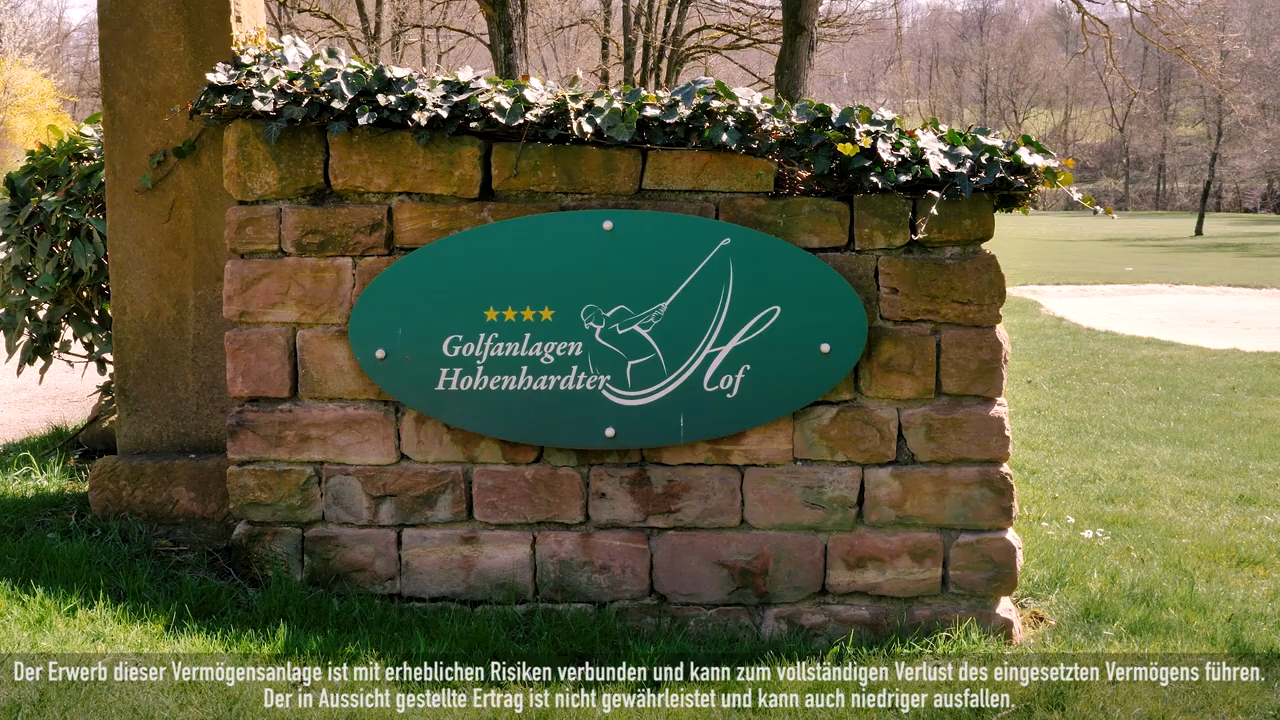 Golfanlagen
Hohenhardter Hof
Der Erwerb dieser Vermögensanlage ist mit erheblichen Risiken verbunden und kann zum vollständigen Verlust des eingesetzten Vermögens führen.
Der in Aussicht gestellte Ertrag ist nicht gewährleistet und kann auch niedriger ausfallen.